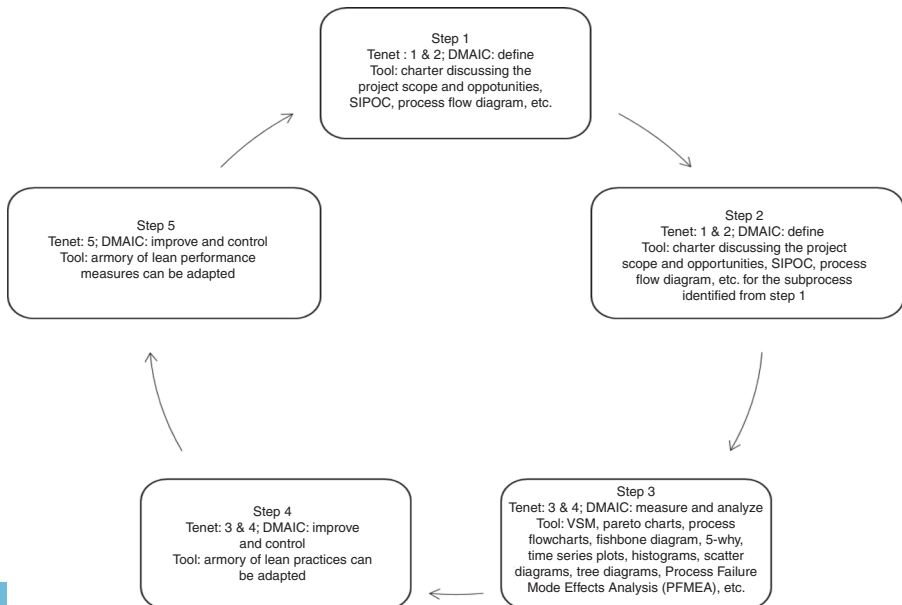 Step 1
Tenet : 1 & 2; DMAIC: define
Tool: charter discussing the
project scope and oppotunities,
SIPOC, process flow diagram, etc.
Step 2
Tenet: 1 & 2; DMAIC: define
Tool: charter discussing the project
scope and opportunities, SIPOC, process
flow diagram, etc. for the subprocess
identified from step 1
Step 3
Tenet: 3 & 4; DMAIC: measure and analyze
Tool: VSM, pareto charts, process
flowcharts, fishbone diagram, 5-why,
time series plots, histograms, scatter
diagrams, tree diagrams, Process Failure
Mode Effects Analysis (PFMEA), etc.
Step 4
Tenet: 3 & 4; DMAIC: improve
and control
Tool: armory of lean practices can
be adapted
Step 5
Tenet: 5; DMAIC: improve and control
Tool: armory of lean performance
measures can be adapted